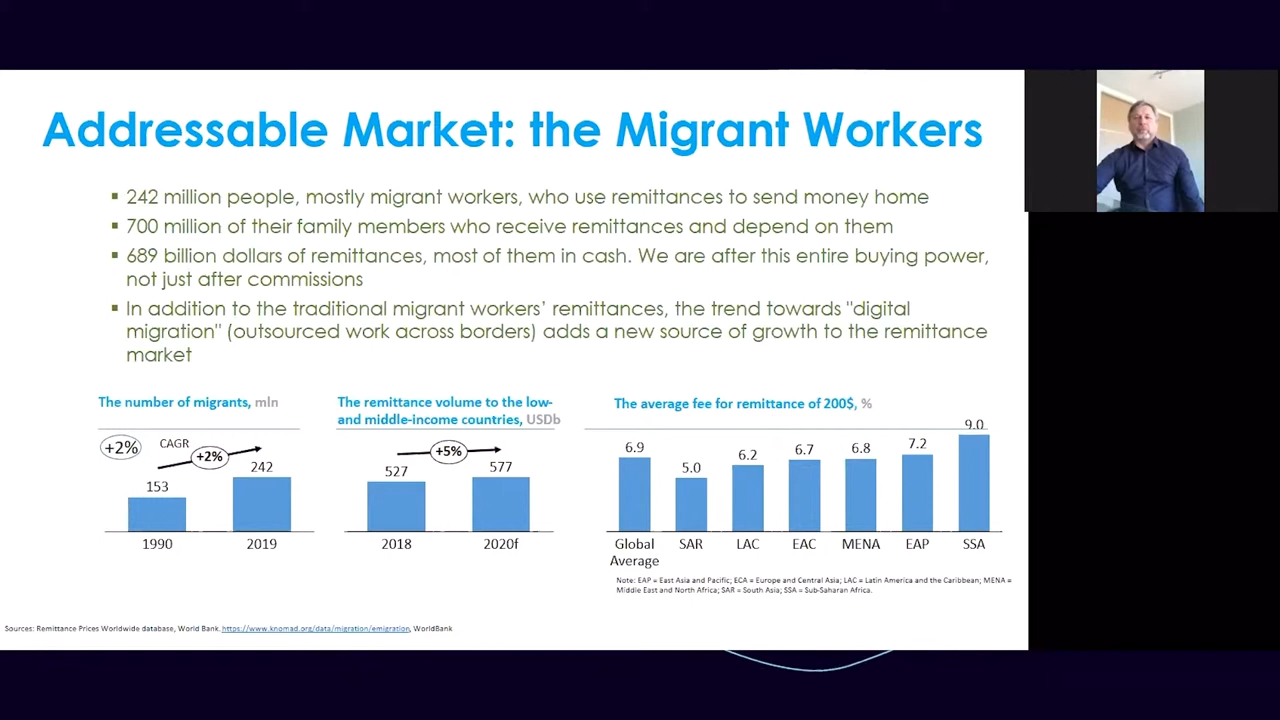 Addressable Market: the Migrant Workers
▪ 242 million people, mostly migrant workers, who use remittances to send money home
▪ 700 million of their family members who receive remittances and depend on them
▪ 689 billion dollars of remittances, most of them in cash. We are after this entire buying power,
not just after commissions
▪ In addition to the traditional migrant workers' remittances, the trend towards "digital
migration" (outsourced work across borders) adds a new source of growth to the remittance
market
The number of migrants, mln
+2% CAGR
+2%
153
242
1990
2019
The remittance volume to the low-
and middle-income countries, USDb
+5%
527
577
2018
2020f
The average fee for remittance of 200$, %
6.9
5.0
6.2
6.7
6.8
7.2
9.0
Global
Average
SAR
LAC
EAC
MENA
EAP
SSA
Note: EAP = East Asia and Pacific; ECA = Europe and Central Asia; LAC = Latin America and the Caribbean; MENA =
Middle East and North Africa; SAR = South Asia; SSA = Sub-Saharan Africa.
Sources: Remittance Prices Worldwide database, World Bank. https://www.knomad.org/data/migration/emigration, WorldBank